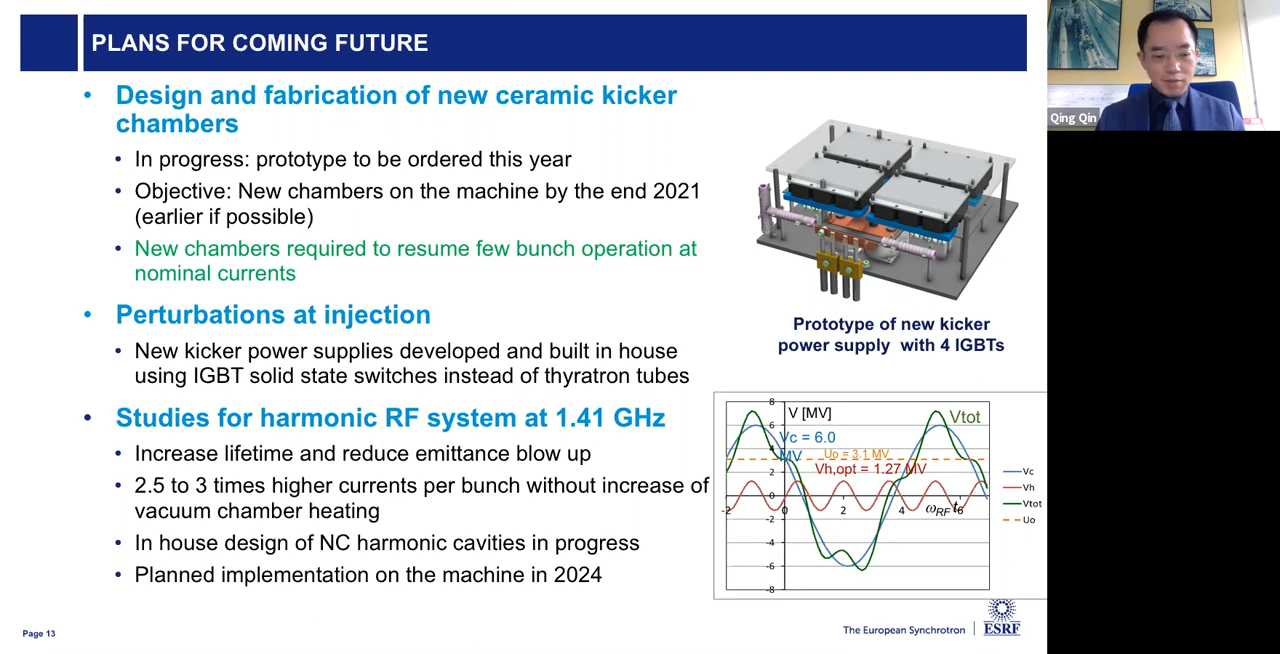 PLANS FOR COMING FUTURE
• Design and fabrication of new ceramic kicker
chambers
• In progress: prototype to be ordered this year
• Objective: New chambers on the machine by the end 2021
(earlier if possible)
• New chambers required to resume few bunch operation at
nominal currents
• Perturbations at injection
• New kicker power supplies developed and built in house
using IGBT solid state switches instead of thyratron tubes
• Studies for harmonic RF system at 1.41 GHz
• Increase lifetime and reduce emittance blow up
• 2.5 to 3 times higher currents per bunch without increase of
vacuum chamber heating
• In house design of NC harmonic cavities in progress
• Planned implementation on the machine in 2024
Prototype of new kicker
power supply with 4 IGBTs
V [MV]
Vtot
Vc = 6.0
MV
Uo = 3.1 MV
Vh,opt = 1.27 MV
8
6
4
2
0
-2
-4
-6
-8
-2
0
2
4
6
ωRF t
Vc
Vh
Vtot
Uo
Page 13
The European Synchrotron
ESRF
Qing Qin